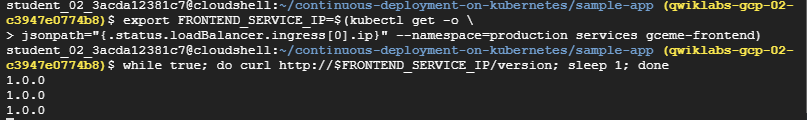 student_02_3acda12381c7@cloudshell:~/continuous-deployment-on-kubernetes/sample-app (qwiklabs-gcp-02-
c3947e0774b8)$ export FRONTEND_SERVICE_IP=$(kubectl get -o \
> jsonpath="{.status.loadBalancer.ingress[0].ip}" --namespace=production services gceme-frontend)
student_02_3acda12381c7@cloudshell:~/continuous-deployment-on-kubernetes/sample-app (qwiklabs-gcp-02-
c3947e0774b8)$ while true; do curl http://$FRONTEND_SERVICE_IP/version; sleep 1; done
1.0.0
1.0.0
1.0.0